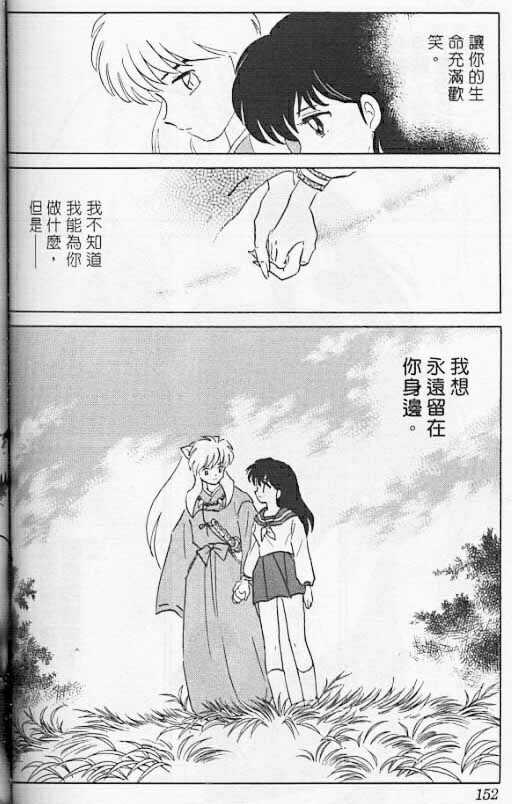 讓你的生
命充滿歡
笑。
我不知道
我能為你
做什麼，
但是——
我想
永遠留在
你身邊。
152